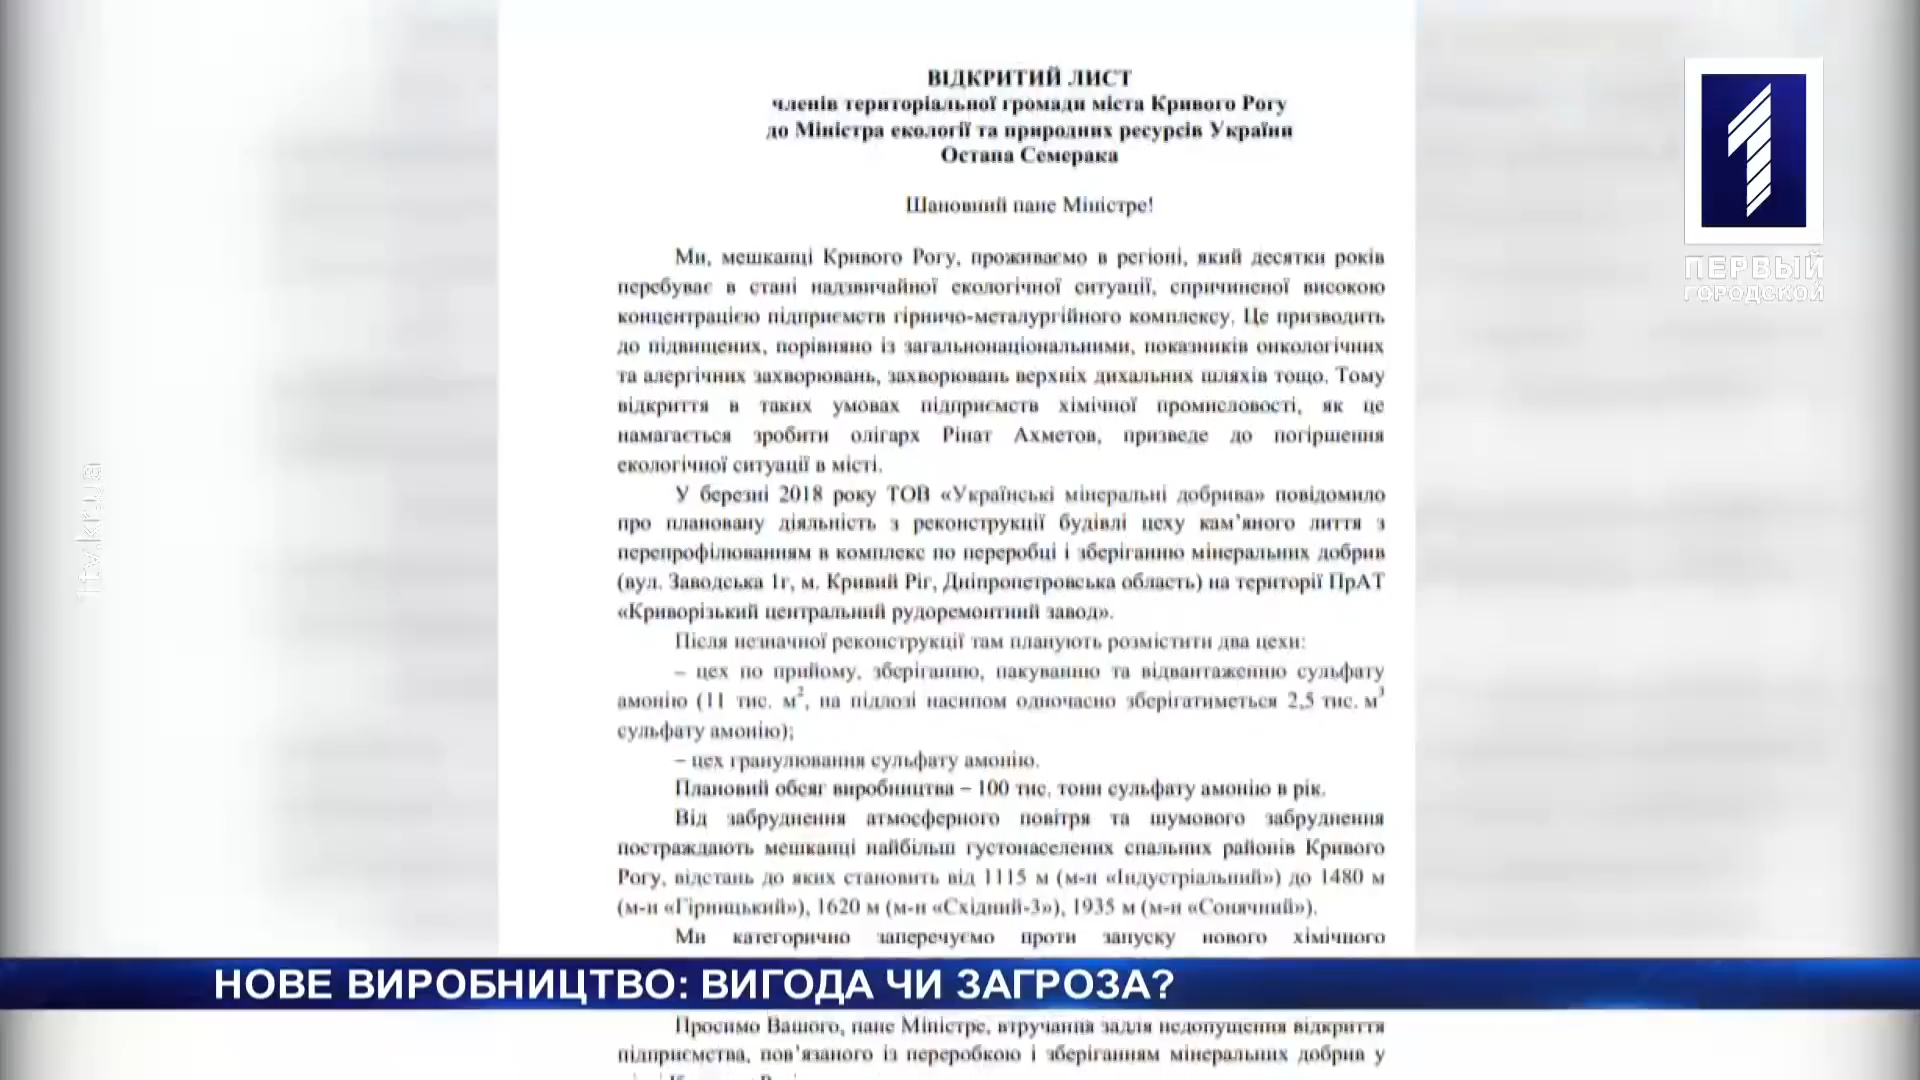 ВІДКРИТИЙ ЛИСТ
членів територіальної громади міста Кривого Рогу
до Міністра екології та природних ресурсів України
Остапа Семерака
Шановний пане Міністре!
Ми, мешканці Кривого Рогу, проживаємо в регіоні, який десятки років
перебуває в стані надзвичайної екологічної ситуації, спричиненої високою
концентрацією підприємств гірничо-металургійного комплексу. Це призводить
до підвищених, порівняно із загальнонаціональними, показників онкологічних
та алергічних захворювань, захворювань верхніх дихальних шляхів тощо. Тому
відкриття в таких умовах підприємств хімічної промисловості, як це
намагається зробити олігарх Рінат Ахметов, призведе до погіршення
екологічної ситуації в місті.
У березні 2018 року ТОВ «Українські мінеральні добрива» повідомило
про плановану діяльність з реконструкції будівлі цеху кам’яного лиття з
перепрофілюванням в комплекс по переробці і зберіганню мінеральних добрив
(вул. Заводська 1г, м. Кривий Ріг, Дніпропетровська область) на території ПрАТ
«Криворізький центральний рудоремонтний завод».
Після незначної реконструкції там планують розмістити два цехи:
– цех по прийому, зберіганню, пакуванню та відвантаженню сульфату
амонію (11 тис. м², на підлозі насипом одночасно зберігатиметься 2,5 тис. м³
сульфату амонію);
– цех гранулювання сульфату амонію.
Плановий обсяг виробництва – 100 тис. тонн сульфату амонію в рік.
Від забруднення атмосферного повітря та шумового забруднення
постраждають мешканці найбільш густонаселених спальних районів Кривого
Рогу, відстань до яких становить від 1115 м (м-н «Індустріальний») до 1480 м
(м-н «Гірницький»), 1620 м (м-н «Східний-3»), 1935 м (м-н «Сонячний»).
Ми категорично заперечуємо проти запуску нового хімічного
НОВЕ ВИРОБНИЦТВО: ВИГОДА ЧИ ЗАГРОЗА?
Просимо Вашого, пане Міністре, втручання задля недопущення відкриття
підприємства, пов’язаного із переробкою і зберіганням мінеральних добрив у
1
ПЕРВЫЙ
ГОРОДСКОЙ
1tv.kr.ua